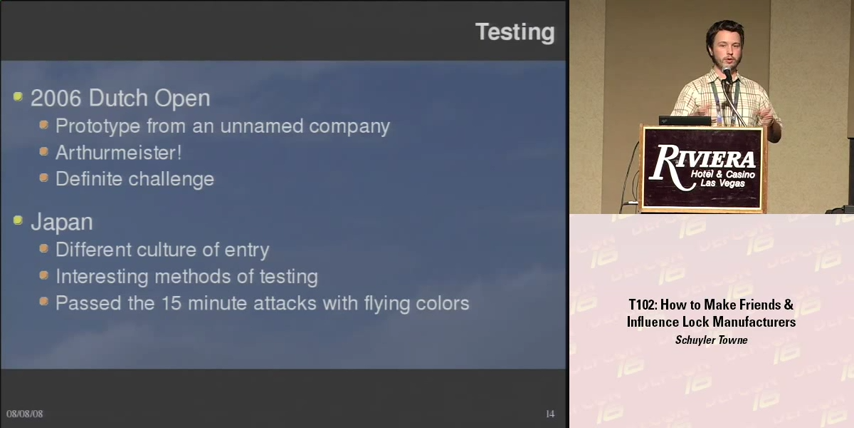 Testing
2006 Dutch Open
Prototype from an unnamed company
Arthurmeister!
Definite challenge
Japan
Different culture of entry
Interesting methods of testing
Passed the 15 minute attacks with flying colors
08/08/08
14
RIVIERA
Hotel & Casino
Las Vegas
T102: How to Make Friends &
Influence Lock Manufacturers
Schuyler Towne